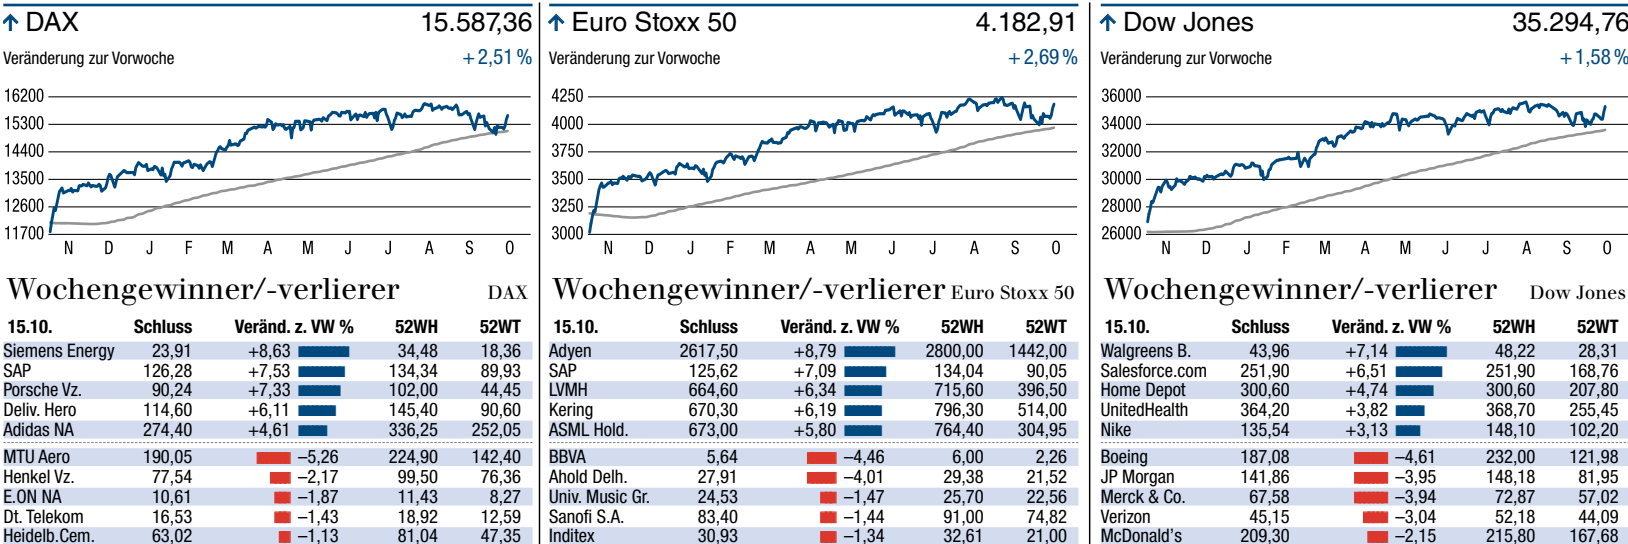 ↑ DAX 15.587,36
Veränderung zur Vorwoche +2,51 %
16200
15300
14400
13500
12600
11700
N D J F M A M J J A S O
Wochengewinner/-verlierer DAX
15.10. Schluss Veränd. z. VW % 52WH 52WT
Siemens Energy 23,91 +8,63 34,48 18,36
SAP 126,28 +7,53 134,34 89,93
Porsche Vz. 90,24 +7,33 102,00 44,45
Deliv. Hero 114,60 +6,11 145,40 90,60
Adidas NA 274,40 +4,61 336,25 252,05
MTU Aero 190,05 –5,26 224,90 142,40
Henkel Vz. 77,54 –2,17 99,50 76,36
E.ON NA 10,61 –1,87 11,43 8,27
Dt. Telekom 16,53 –1,43 18,92 12,59
Heidelb.Cem. 63,02 –1,13 81,04 47,35
↑ Euro Stoxx 50 4.182,91
Veränderung zur Vorwoche +2,69 %
4250
4000
3750
3500
3250
3000
N D J F M A M J J A S O
Wochengewinner/-verlierer Euro Stoxx 50
15.10. Schluss Veränd. z. VW % 52WH 52WT
Adyen 2617,50 +8,79 2800,00 1442,00
SAP 125,62 +7,09 134,04 90,05
LVMH 664,60 +6,34 715,60 396,50
Kering 670,30 +6,19 796,30 514,00
ASML Hold. 673,00 +5,80 764,40 304,95
BBVA 5,64 –4,46 6,00 2,26
Ahold Delh. 27,91 –4,01 29,38 21,52
Univ. Music Gr. 24,53 –1,47 25,70 22,56
Sanofi S.A. 83,40 –1,44 91,00 74,82
Inditex 30,93 –1,34 32,61 21,00
↑ Dow Jones 35.294,76
Veränderung zur Vorwoche +1,58 %
36000
34000
32000
30000
28000
26000
N D J F M A M J J A S O
Wochengewinner/-verlierer Dow Jones
15.10. Schluss Veränd. z. VW % 52WH 52WT
Walgreens B. 43,96 +7,14 48,22 28,31
Salesforce.com 251,90 +6,51 251,90 168,76
Home Depot 300,60 +4,74 300,60 207,80
UnitedHealth 364,20 +3,82 368,70 255,45
Nike 135,54 +3,13 148,10 102,20
Boeing 187,08 –4,61 232,00 121,98
JP Morgan 141,86 –3,95 148,18 81,95
Merck & Co. 67,58 –3,94 72,87 57,02
Verizon 45,15 –3,04 52,18 44,09
McDonald's 209,30 –2,15 215,80 167,68